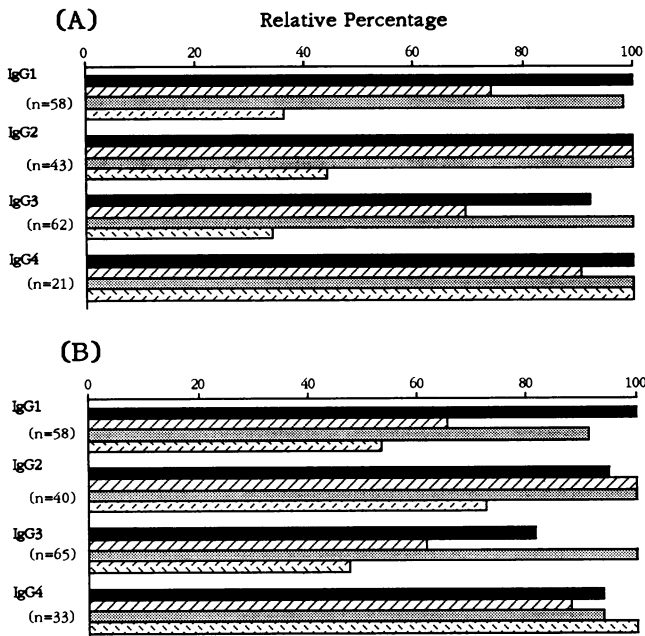 (A) Relative Percentage
0 20 40 60 80 100
IgG1
(n=58)
IgG2
(n=43)
IgG3
(n=62)
IgG4
(n=21)
(B)
0 20 40 60 80 100
IgG1
(n=58)
IgG2
(n=40)
IgG3
(n=65)
IgG4
(n=33)